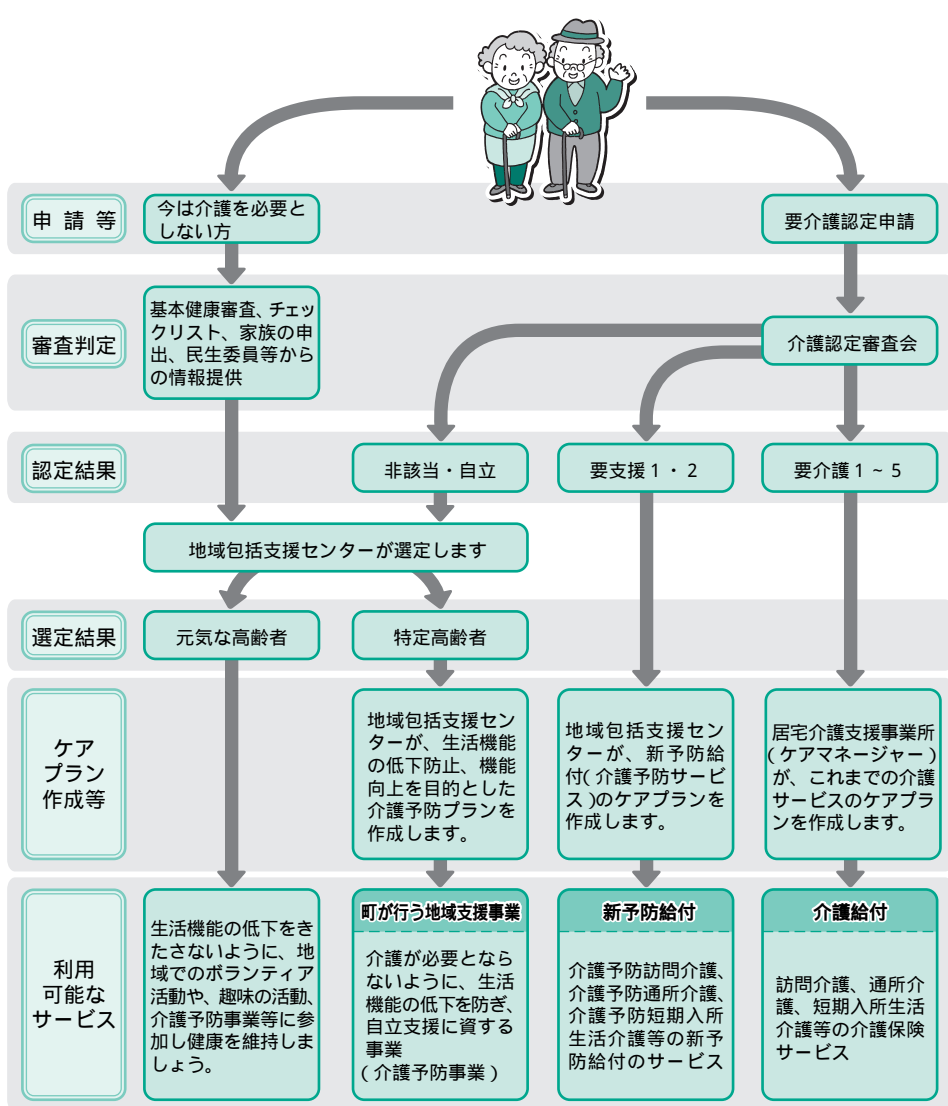 申請等
今は介護を必要と
しない方
要介護認定申請
審査判定
基本健康審査、チェッ
クリスト、家族の申
出、民生委員等から
の情報提供
介護認定審査会
認定結果
非該当・自立
要支援1・2
要介護1~5
地域包括支援センターが選定します
選定結果
元気な高齢者
特定高齢者
ケア
プラン
作成等
地域包括支援セン
ターが、生活機能
の低下防止、機能
向上を目的とした
介護予防プランを
作成します。
地域包括支援セン
ターが、新予防給
付(介護予防サービ
ス)のケアプランを
作成します。
居宅介護支援事業所
(ケアマネージャー)
が、これまでの介護
サービスのケアプラ
ンを作成します。
利用
可能な
サービス
生活機能の低下をき
たさないように、地
域でのボランティア
活動や、趣味の活動、
介護予防事業等に参
加し健康を維持しま
しょう。
町が行う地域支援事業
介護が必要となら
ないように、生活
機能の低下を防ぎ、
自立支援に資する
事業
(介護予防事業)
新予防給付
介護予防訪問介護、
介護予防通所介護、
介護予防短期入所
生活介護等の新予
防給付のサービス
介護給付
訪問介護、通所介
護、短期入所生活
介護等の介護保険
サービス